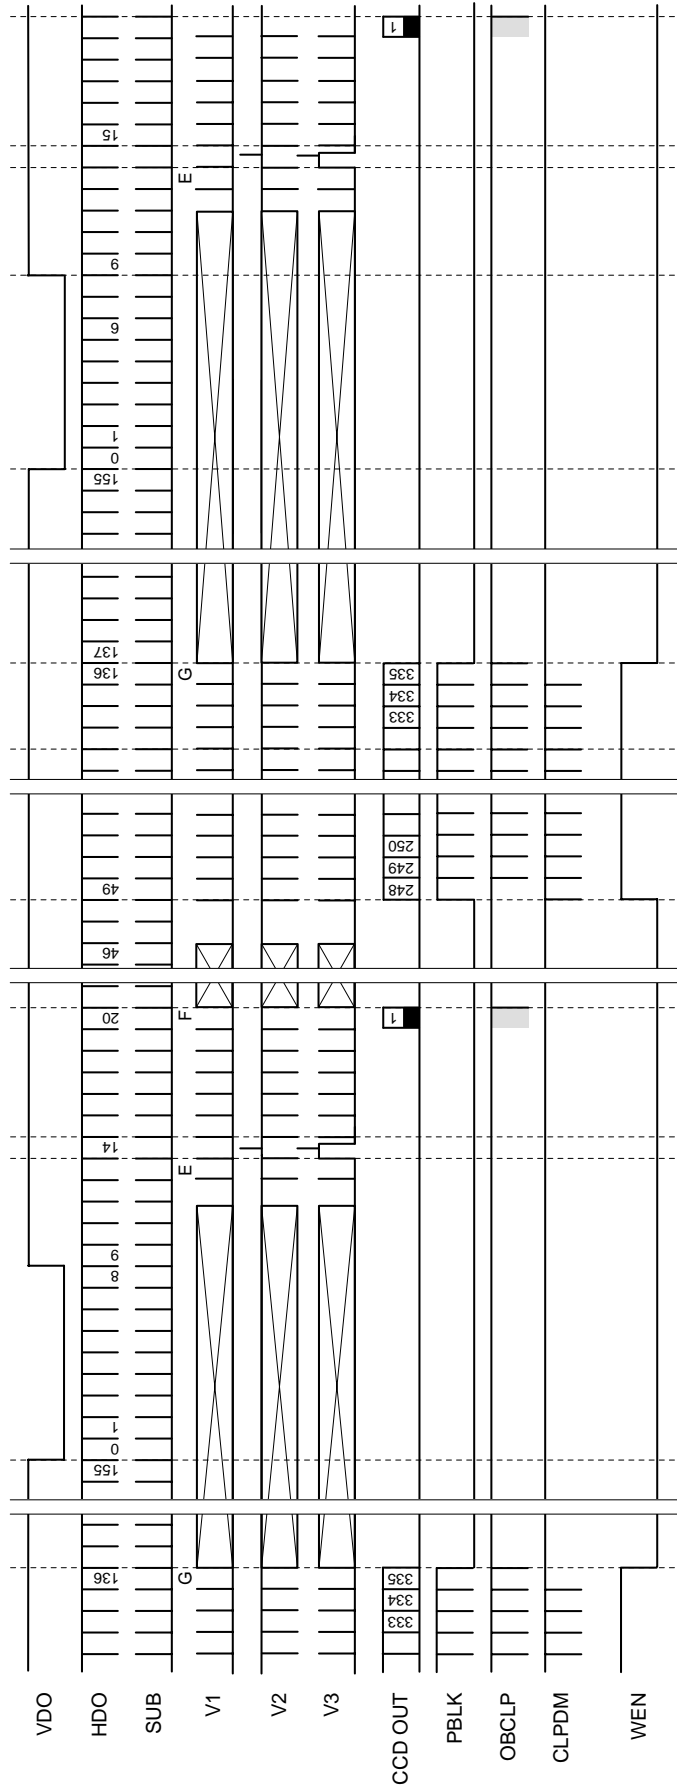 VDO
HDO 136 155 0 1 8 9 14 20 46 49 136 137 155 0 1 6 9 15
SUB
G E F G E
V1
V2
V3
CCD OUT 333 334 335 1 248 249 250 333 334 335 1
PBLK
OBCLP
CLPDM
WEN